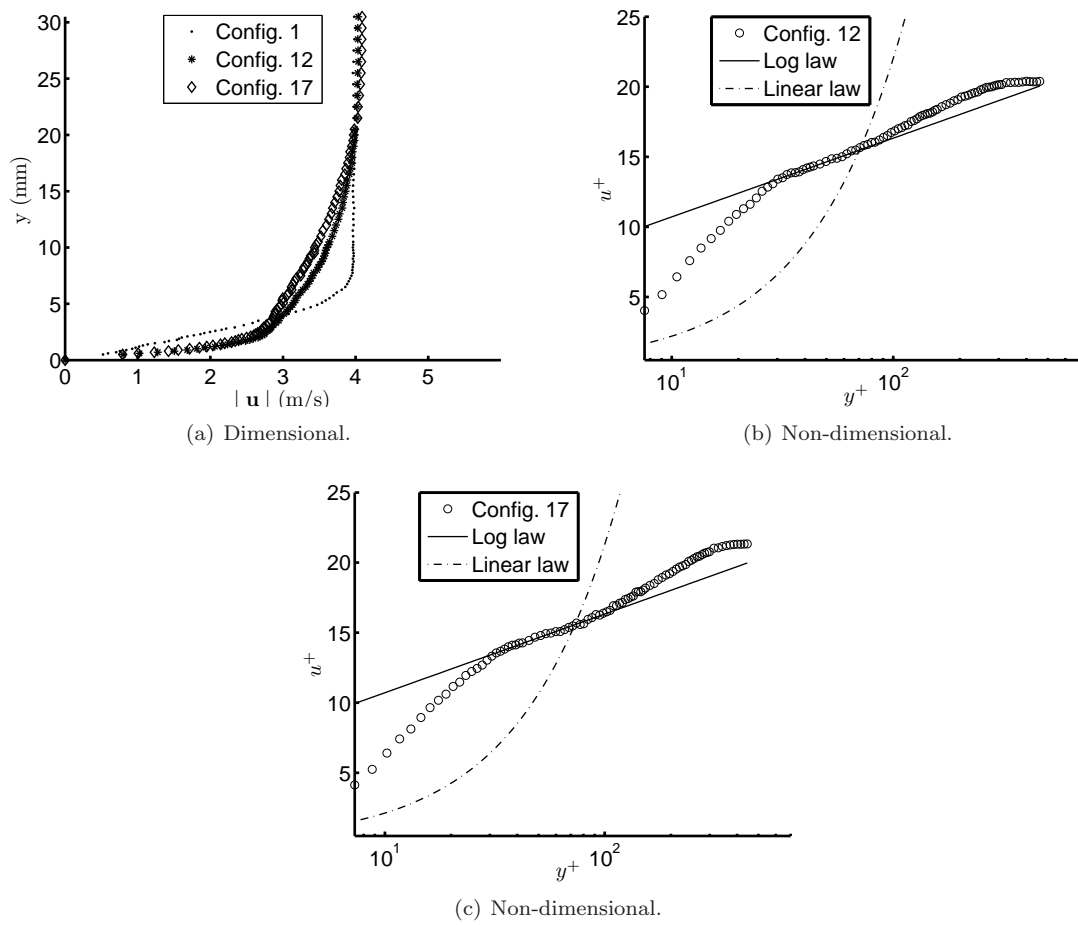 30
25
20
15
10
5
0
y (mm)
Config. 1
Config. 12
Config. 17
0 1 2 3 4 5
| u | (m/s)
(a) Dimensional.
25
20
15
10
5
u+
Config. 12
Log law
Linear law
10^1 10^2
y+
(b) Non-dimensional.
25
20
15
10
5
u+
Config. 17
Log law
Linear law
10^1 10^2
y+
(c) Non-dimensional.